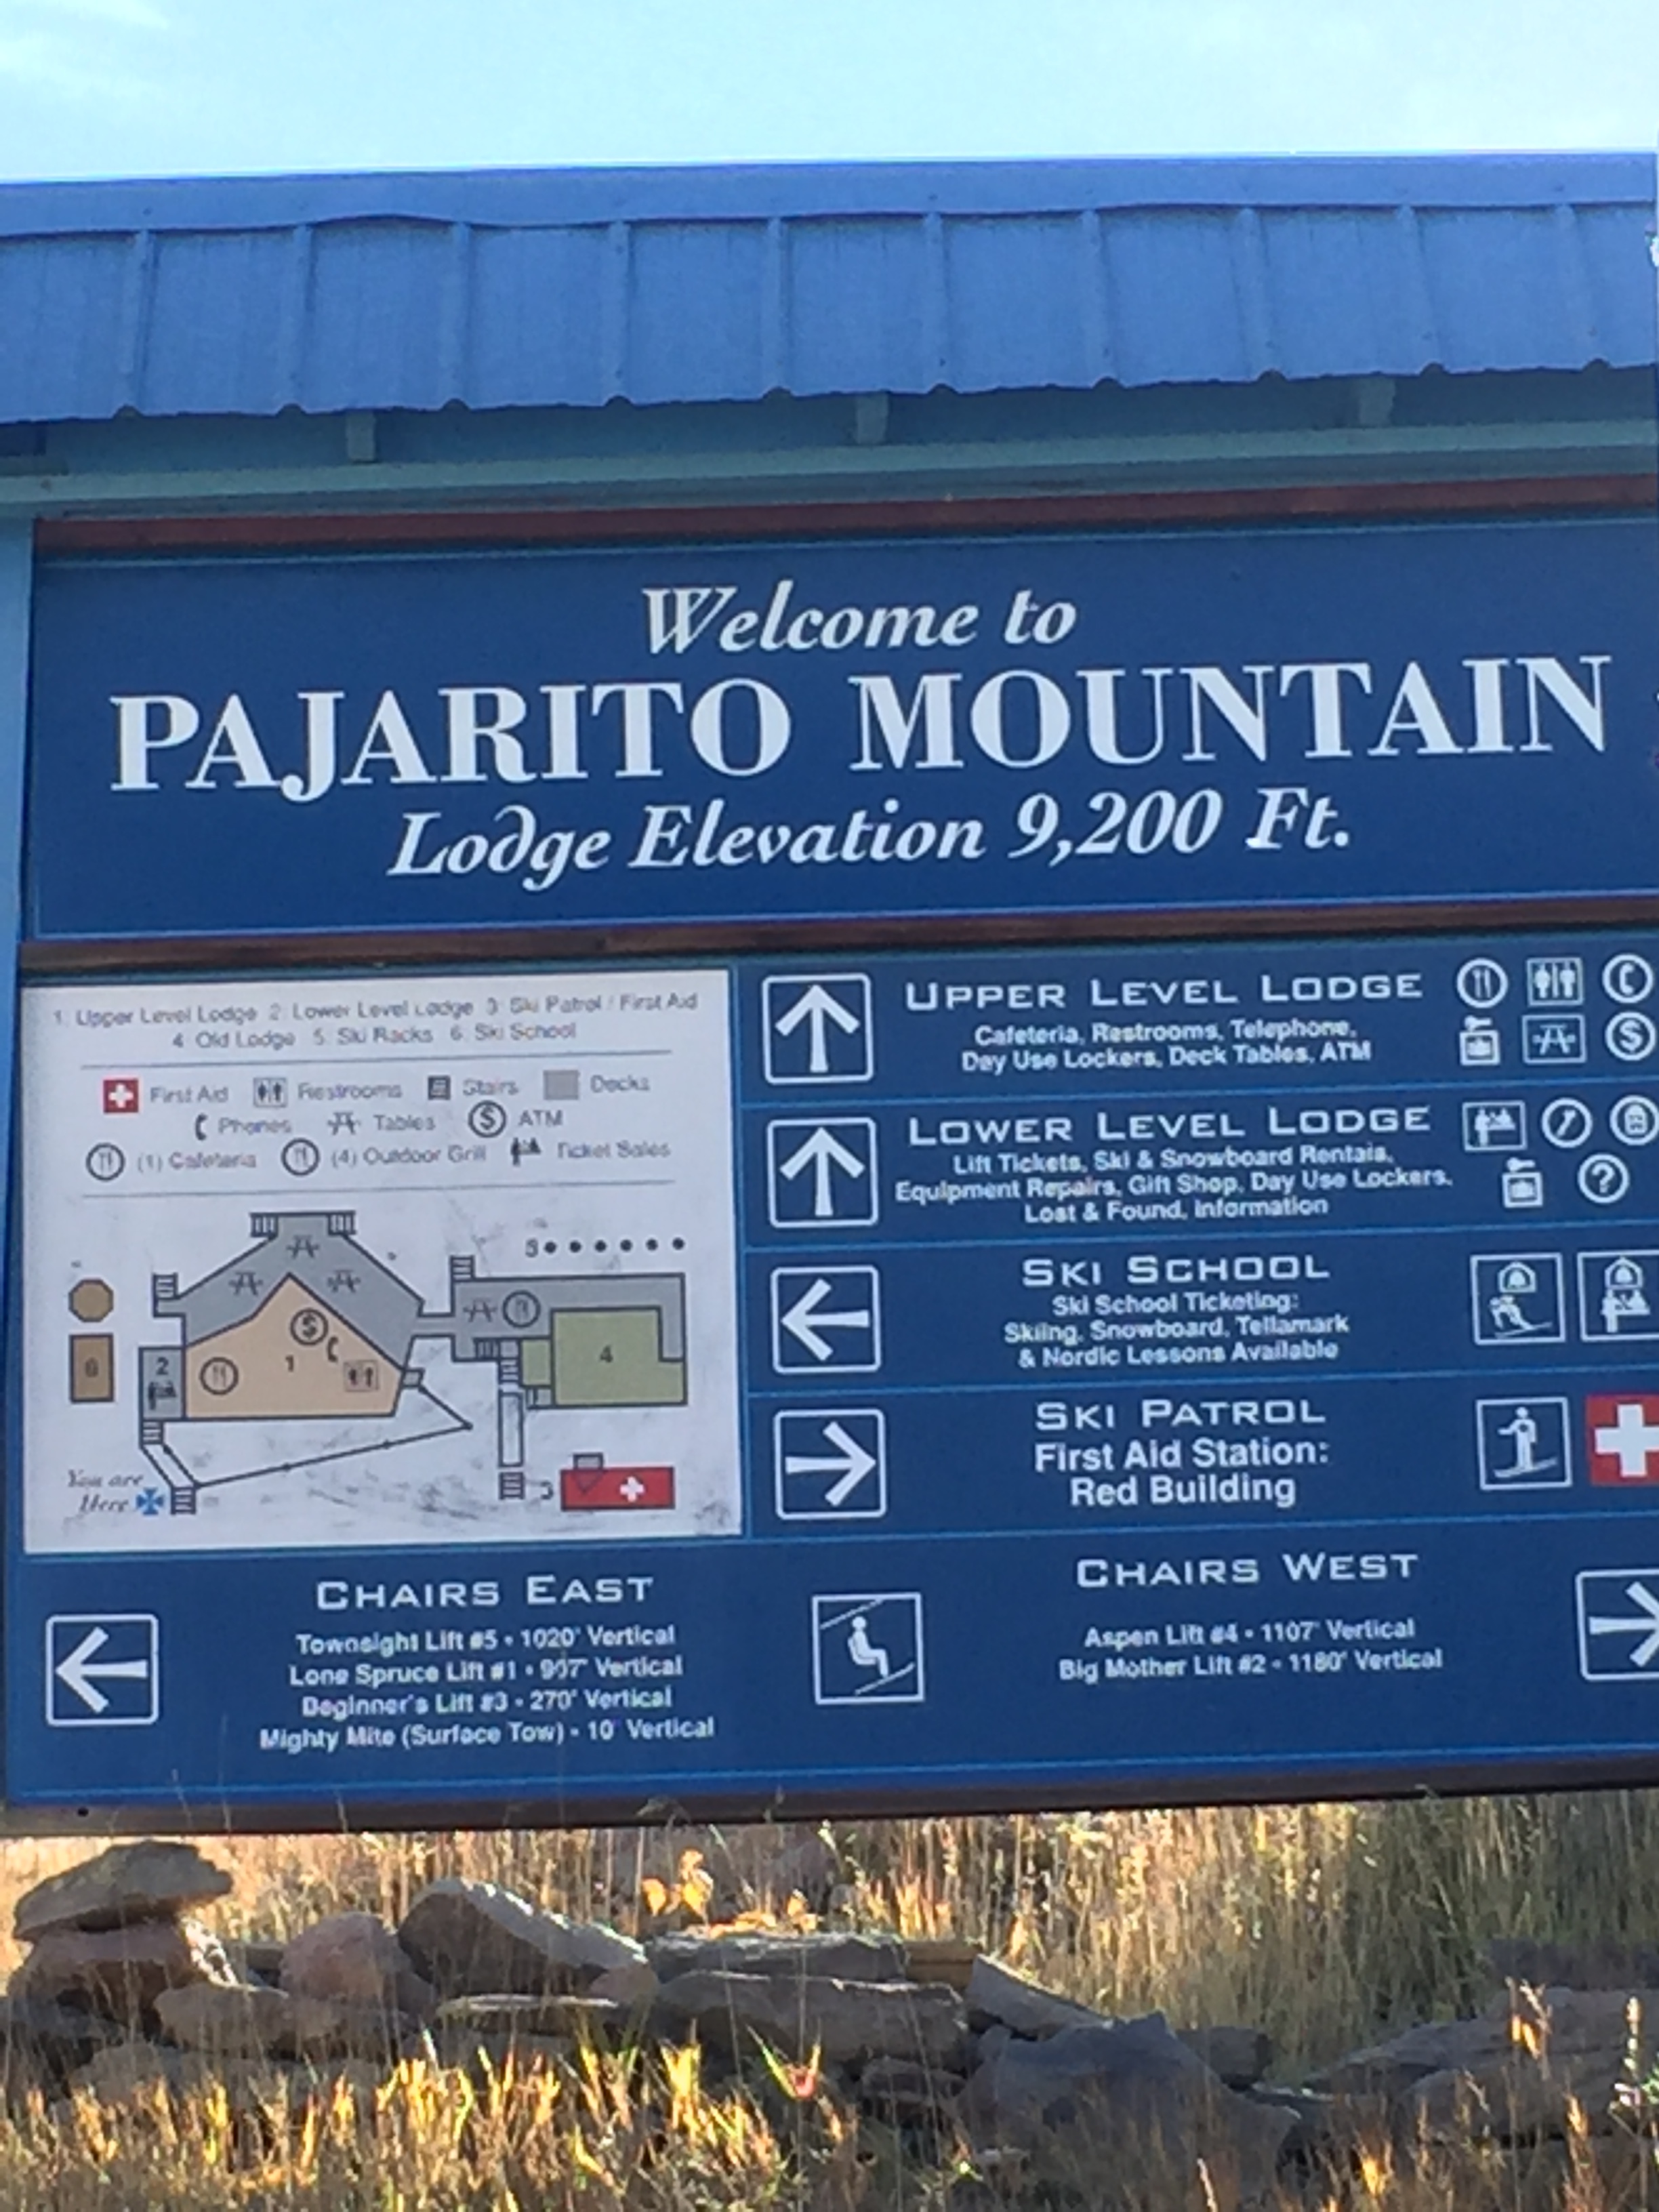 Welcome to
PAJARITO MOUNTAIN
Lodge Elevation 9,200 Ft.
1 Upper Level Lodge 2 Lower Level Lodge 3 Ski Patrol / First Aid
4 Old Lodge 5 Ski Racks 6 Ski School
First Aid Restrooms Stairs Decks
Phones Tables $ ATM
(1) Cafeteria (4) Outdoor Grill Ticket Sales
5
$
6 2 1 4
You are
Here
3
UPPER LEVEL LODGE
Cafeteria, Restrooms, Telephone,
Day Use Lockers, Deck Tables, ATM
$
LOWER LEVEL LODGE
Lift Tickets, Ski & Snowboard Rentals,
Equipment Repairs, Gift Shop, Day Use Lockers,
Lost & Found, Information
?
SKI SCHOOL
Ski School Ticketing:
Skiing, Snowboard, Tellamark
& Nordic Lessons Available
SKI PATROL
First Aid Station:
Red Building
CHAIRS EAST
Townsight Lift #5 • 1020' Vertical
Lone Spruce Lift #1 • 907' Vertical
Beginner's Lift #3 • 270' Vertical
Mighty Mite (Surface Tow) • 10' Vertical
CHAIRS WEST
Aspen Lift #4 • 1107' Vertical
Big Mother Lift #2 • 1180' Vertical